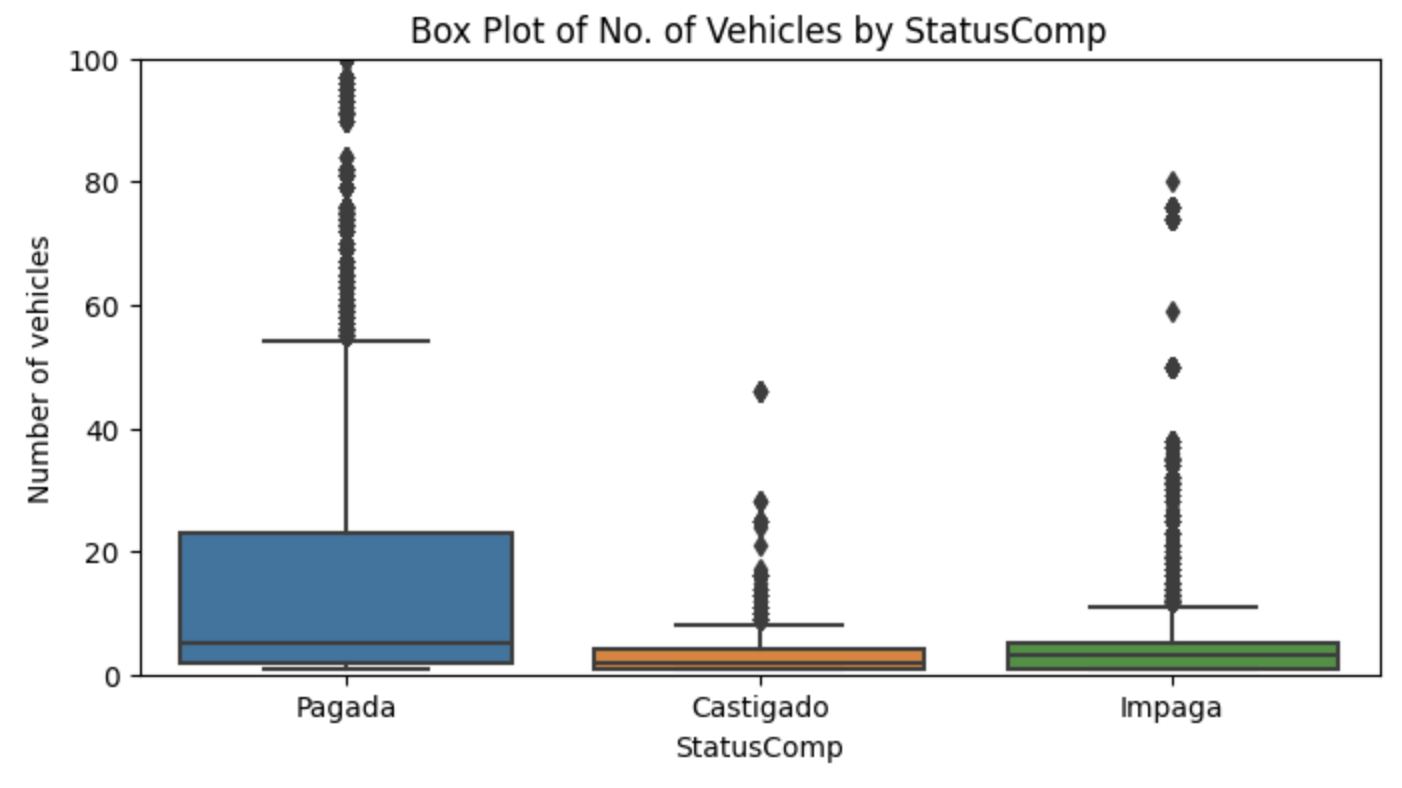 Box Plot of No. of Vehicles by StatusComp
100
80
60
40
20
0
Number of vehicles
Pagada Castigado Impaga
StatusComp